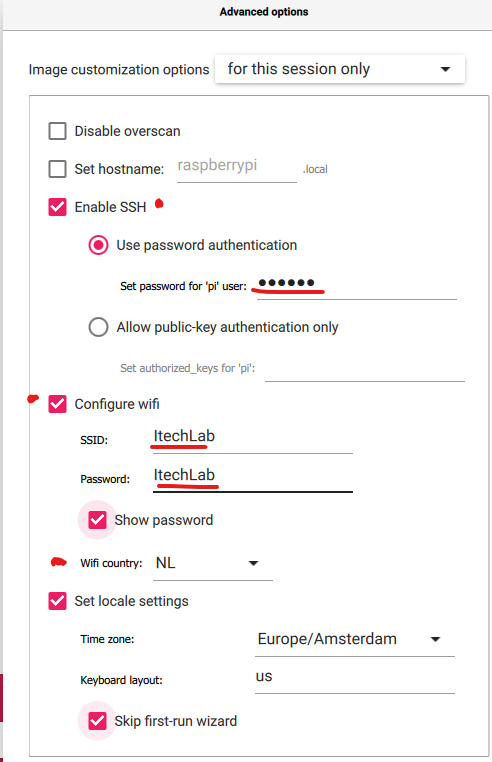 Advanced options
Image customization options for this session only
Disable overscan
Set hostname: raspberrypi .local
Enable SSH
Use password authentication
Set password for 'pi' user: ●●●●●●
Allow public-key authentication only
Set authorized_keys for 'pi':
Configure wifi
SSID: ItechLab
Password: ItechLab
Show password
Wifi country: NL
Set locale settings
Time zone: Europe/Amsterdam
Keyboard layout: us
Skip first-run wizard